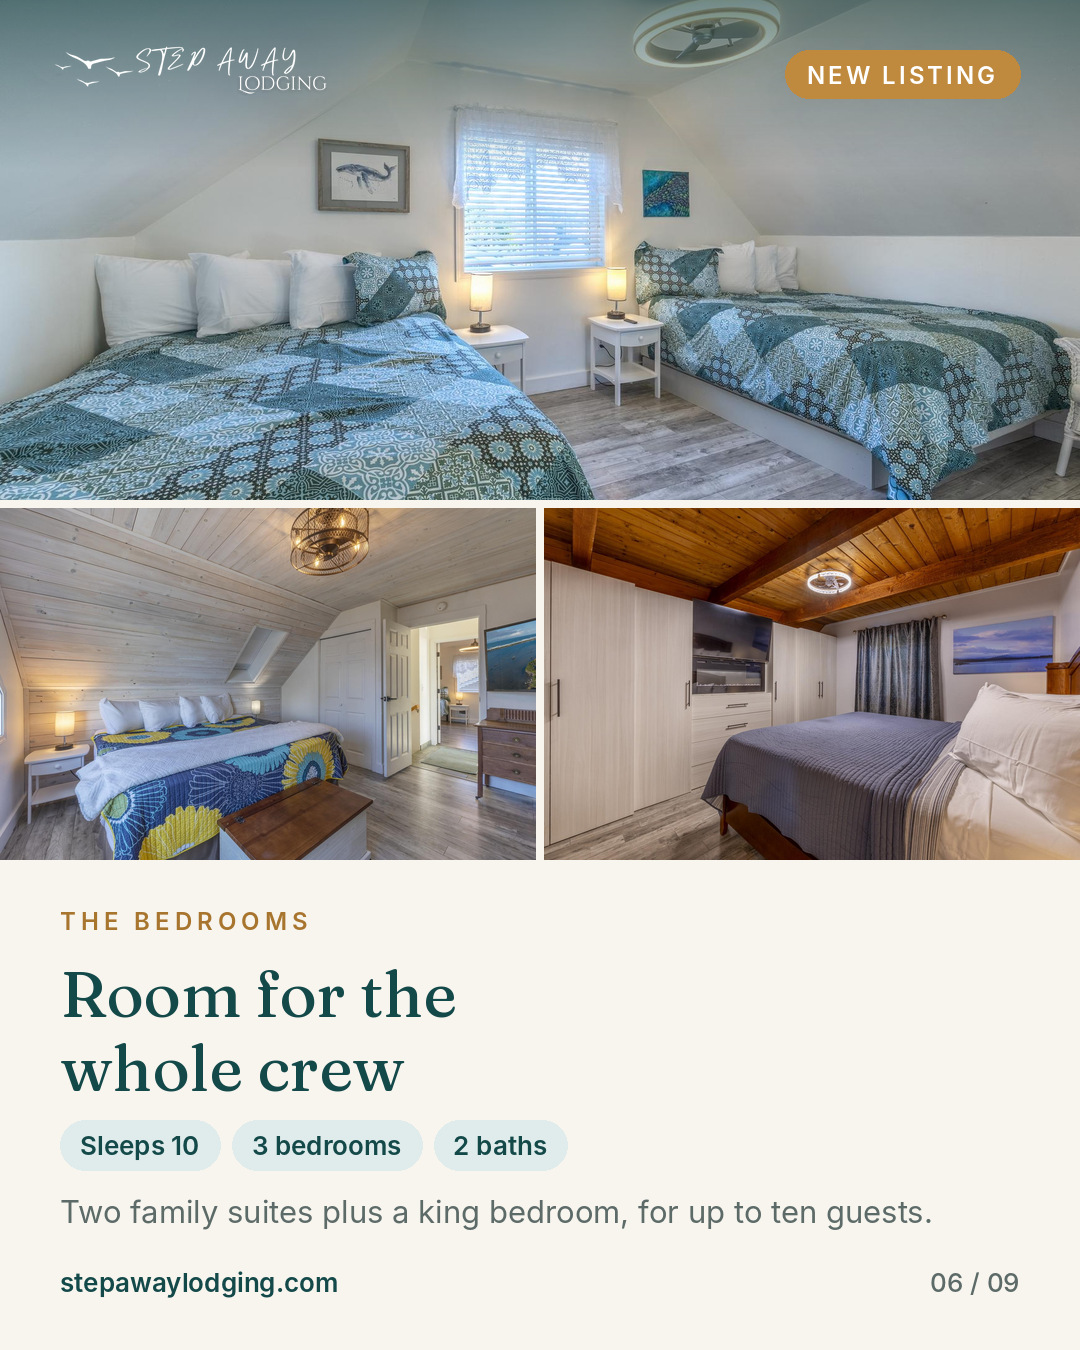 STEP AWAY
LODGING
NEW LISTING
THE BEDROOMS
Room for the
whole crew
Sleeps 10
3 bedrooms
2 baths
Two family suites plus a king bedroom, for up to ten guests.
stepawaylodging.com
06 / 09